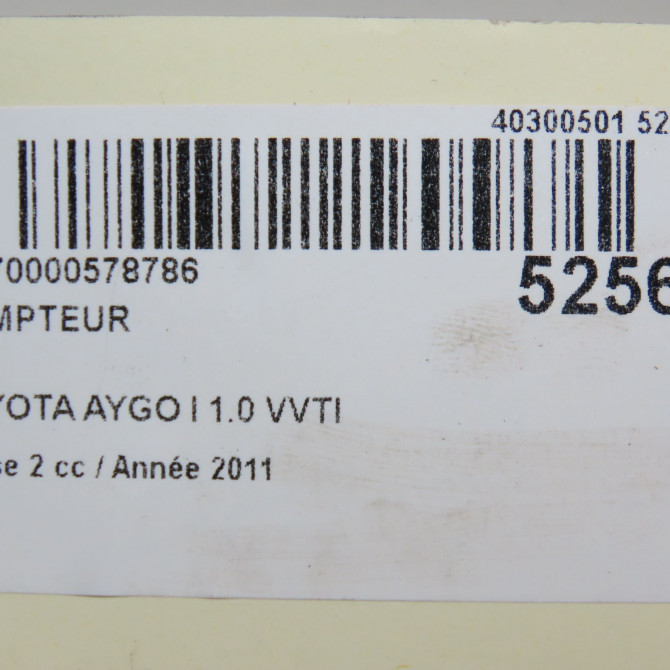 40300501 52
70000578786
5256
MPTEUR
YOTA AYGO I 1.0 VVTI
se 2 cc / Année 2011